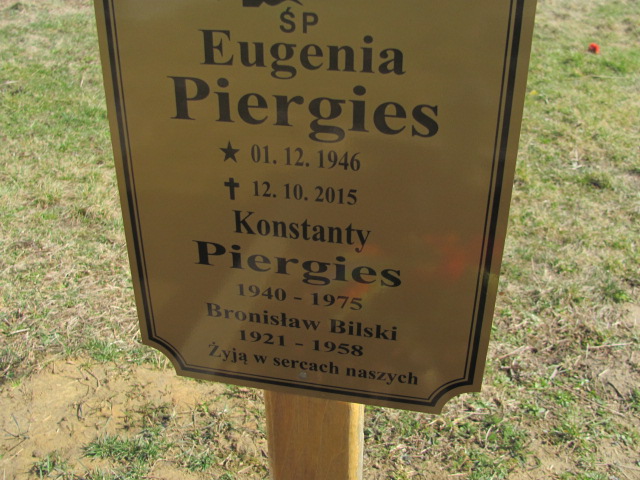 ŚP
Eugenia
Piergies
★ 01. 12. 1946
✝ 12. 10. 2015
Konstanty
Piergies
1940 - 1975
Bronisław Bilski
1921 - 1958
Żyją w sercach naszych